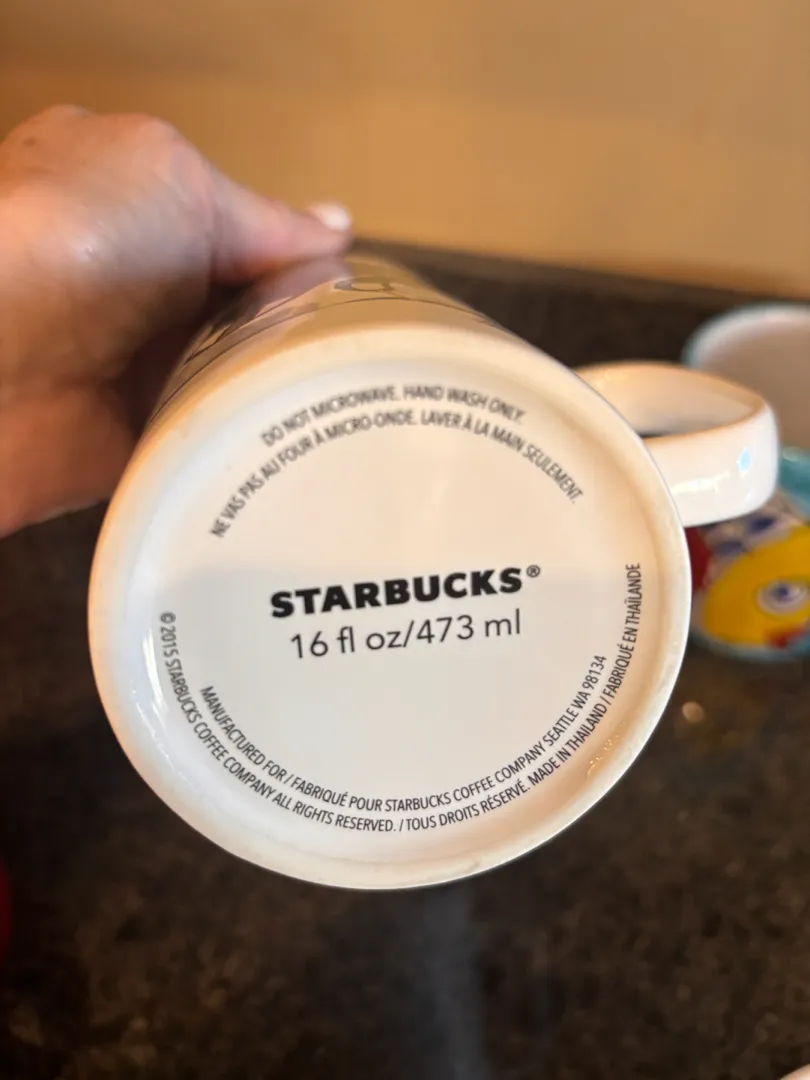 DO NOT MICROWAVE. HAND WASH ONLY.
NE VAS PAS AU FOUR À MICRO-ONDE. LAVER À LA MAIN SEULEMENT.
STARBUCKS®
16 fl oz/473 ml
MANUFACTURED FOR / FABRIQUÉ POUR STARBUCKS COFFEE COMPANY SEATTLE WA 98134
© 2015 STARBUCKS COFFEE COMPANY ALL RIGHTS RESERVED. / TOUS DROITS RÉSERVÉ. MADE IN THAILAND / FABRIQUÉ EN THAÏLANDE